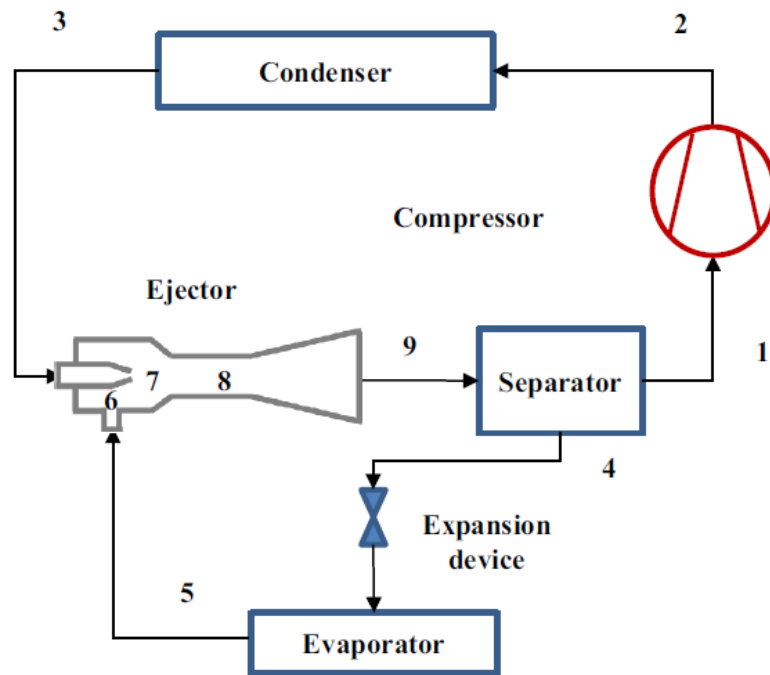 3
2
Condenser
Compressor
Ejector
9
1
7
8
Separator
6
4
Expansion
device
5
Evaporator